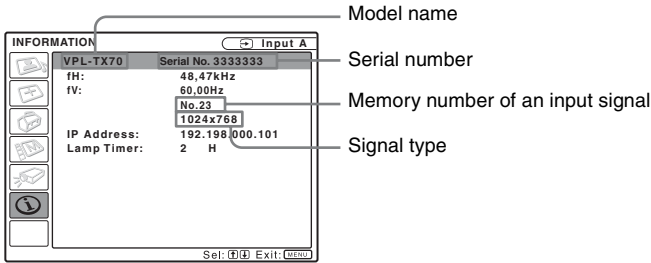 Model name
INFORMATION Input A
VPL-TX70 Serial No. 3333333 Serial number
fH: 48,47kHz
fV: 60,00Hz
No.23 Memory number of an input signal
1024x768 Signal type
IP Address: 192.198.000.101
Lamp Timer: 2 H
Sel: Exit: MENU